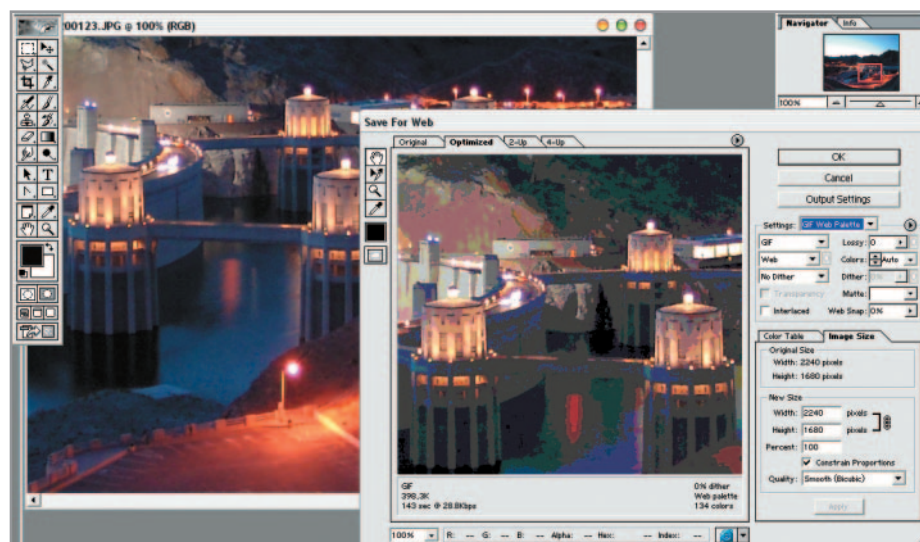 00123.JPG @ 100% (RGB)
Navigator
Info
100%
Save For Web
Original
Optimized
2-Up
4-Up
OK
Cancel
Output Settings
Settings: GIF Web Palette
GIF
Lossy: 0
Web
Colors: Auto
No Dither
Dither: 0%
Transparency
Matte:
Interlaced
Web Snap: 0%
Color Table
Image Size
Original Size
Width: 2240 pixels
Height: 1680 pixels
New Size
Width: 2240 pixels
Height: 1680 pixels
Percent: 100
Constrain Proportions
Quality: Smooth (Bicubic)
Apply
GIF
398.3K
143 sec @ 28.8Kbps
0% dither
Web palette
134 colors
100%
R: -- G: -- B: -- Alpha: -- Hex: -- Index: --